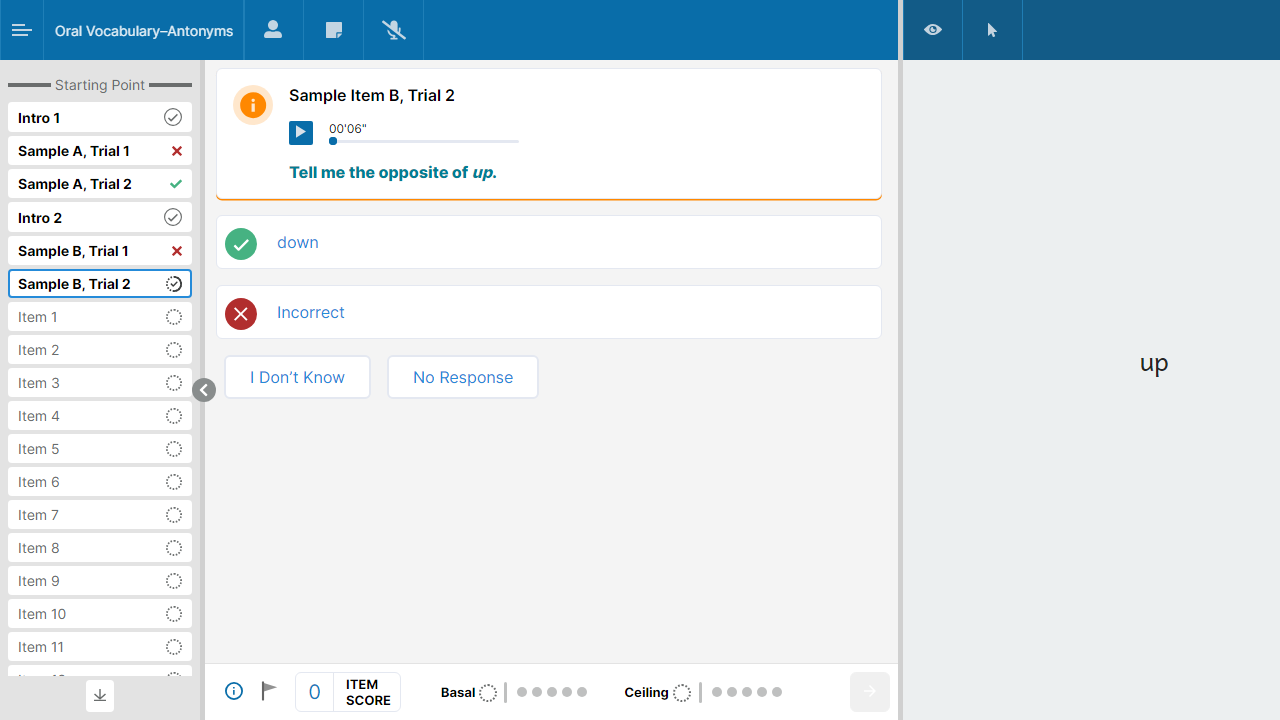 Oral Vocabulary–Antonyms
Starting Point
Intro 1
Sample A, Trial 1
Sample A, Trial 2
Intro 2
Sample B, Trial 1
Sample B, Trial 2
Item 1
Item 2
Item 3
Item 4
Item 5
Item 6
Item 7
Item 8
Item 9
Item 10
Item 11
Sample Item B, Trial 2
00'06"
Tell me the opposite of up.
down
Incorrect
I Don’t Know
No Response
0
ITEM
SCORE
Basal
Ceiling
up